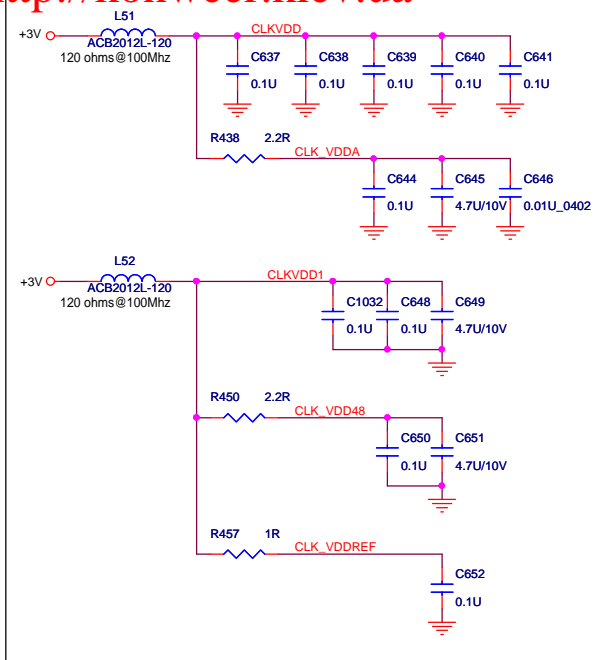 L51
CLKVDD
+3V
ACB2012L-120
120 ohms@100Mhz
C637
C638
C639
C640
C641
0.1U
0.1U
0.1U
0.1U
0.1U
R438
2.2R
CLK_VDDA
C644
C645
C646
0.1U
4.7U/10V
0.01U_0402
L52
CLKVDD1
+3V
ACB2012L-120
120 ohms@100Mhz
C1032
C648
C649
0.1U
0.1U
4.7U/10V
R450
2.2R
CLK_VDD48
C650
C651
0.1U
4.7U/10V
R457
1R
CLK_VDDREF
C652
0.1U